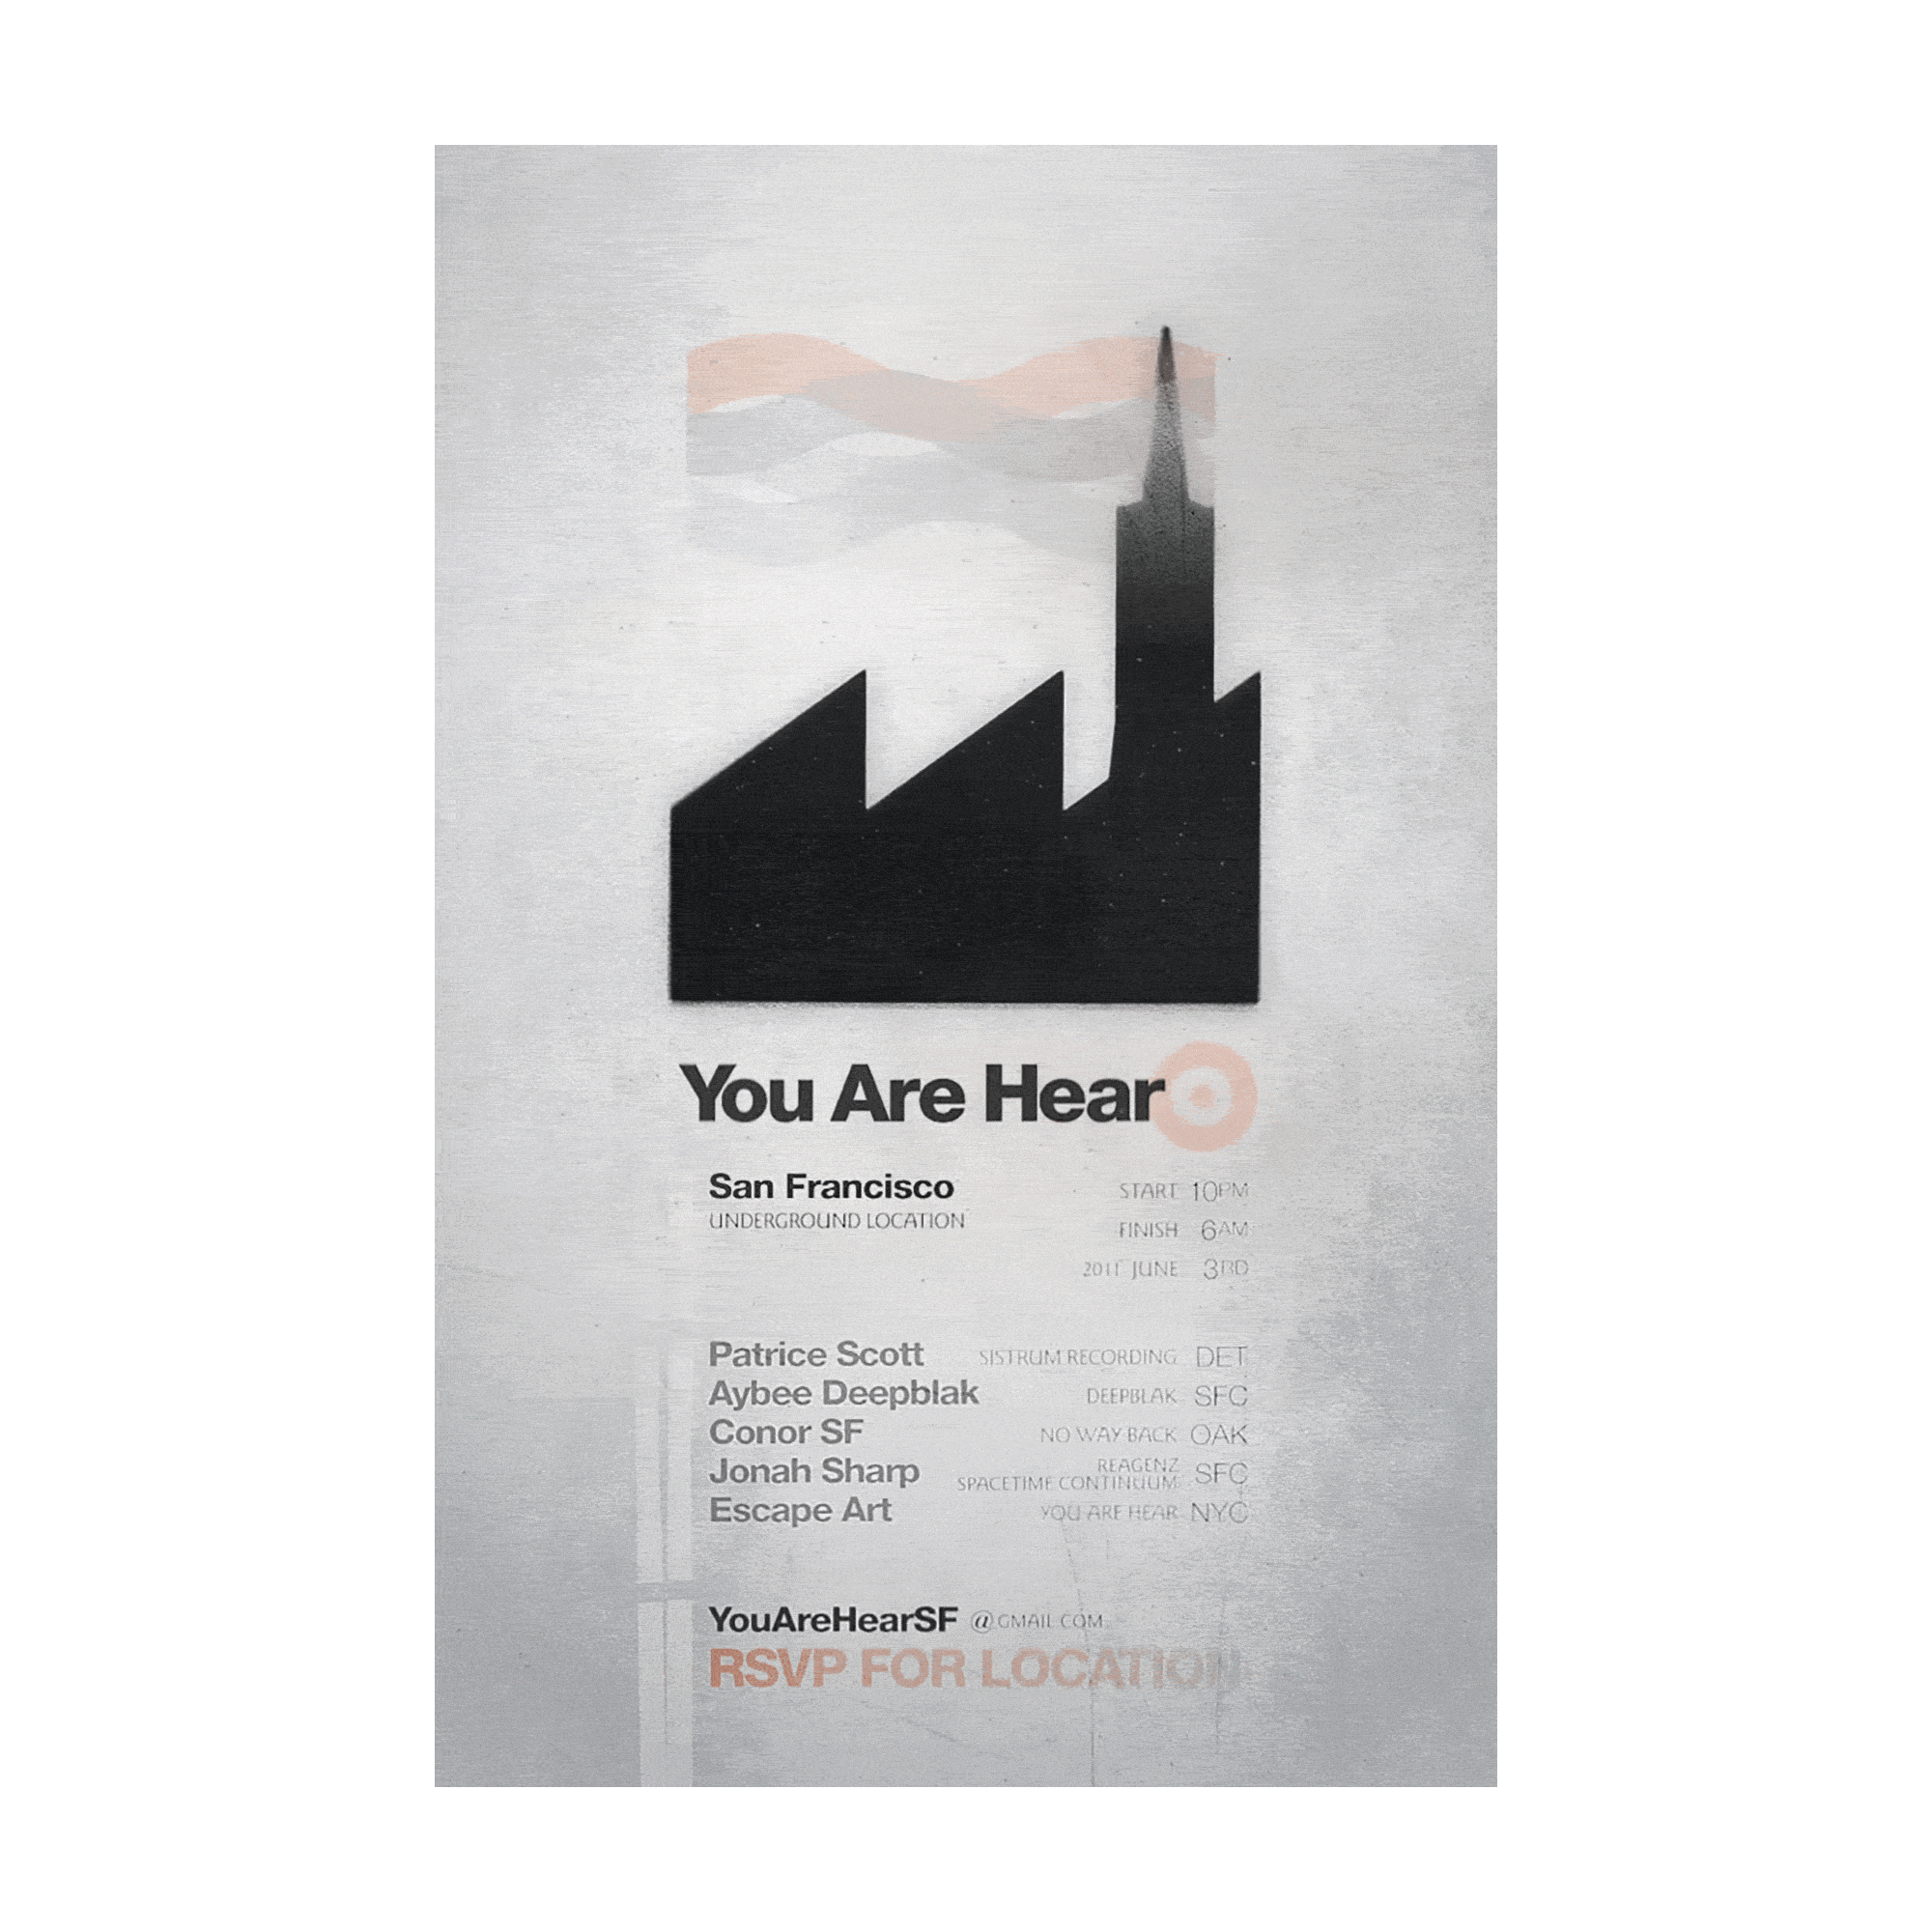 You Are Hear
San Francisco
UNDERGROUND LOCATION
START 10PM
FINISH 6AM
2011 JUNE 3RD
Patrice Scott SISTRUM RECORDING DET
Aybee Deepblak DEEPBLAK SFC
Conor SF NO WAY BACK OAK
Jonah Sharp REAGENZ SPACETIME CONTINUUM SFC
Escape Art YOU ARE HEAR NYC
YouAreHearSF @GMAIL.COM
RSVP FOR LOCATION